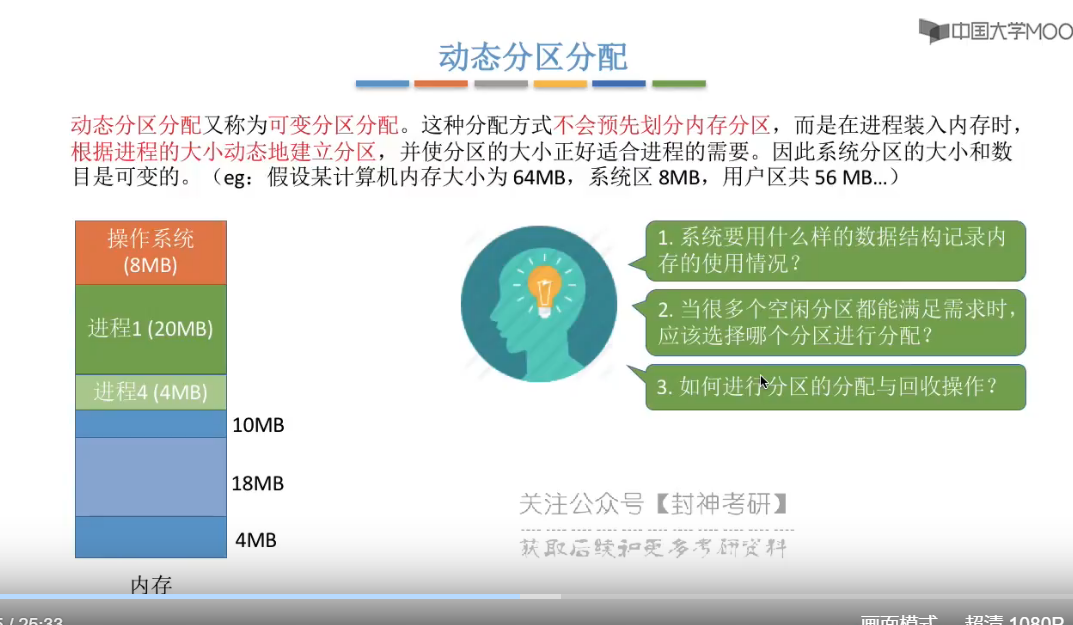 中国大学MOO
动态分区分配
动态分区分配又称为可变分区分配。这种分配方式不会预先划分内存分区，而是在进程装入内存时，
根据进程的大小动态地建立分区，并使分区的大小正好适合进程的需要。因此系统分区的大小和数
目是可变的。（eg：假设某计算机内存大小为 64MB，系统区 8MB，用户区共 56 MB…）
操作系统
(8MB)
进程1 (20MB)
进程4 (4MB)
10MB
18MB
4MB
内存
1. 系统要用什么样的数据结构记录内
存的使用情况？
2. 当很多个空闲分区都能满足需求时，
应该选择哪个分区进行分配？
3. 如何进行分区的分配与回收操作？
关注公众号【封神考研】
获取后续和更多考研资料
/ 25:33
画面模式
超清 1080P